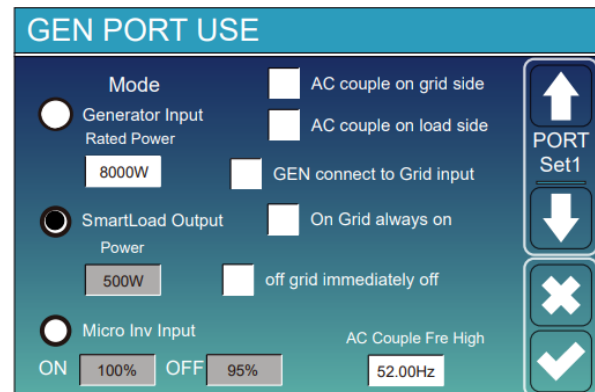 GEN PORT USE
Mode
AC couple on grid side
Generator Input
AC couple on load side
Rated Power
8000W
GEN connect to Grid input
PORT
Set1
SmartLoad Output
On Grid always on
Power
500W
off grid immediately off
Micro Inv Input
AC Couple Fre High
ON 100% OFF 95%
52.00Hz